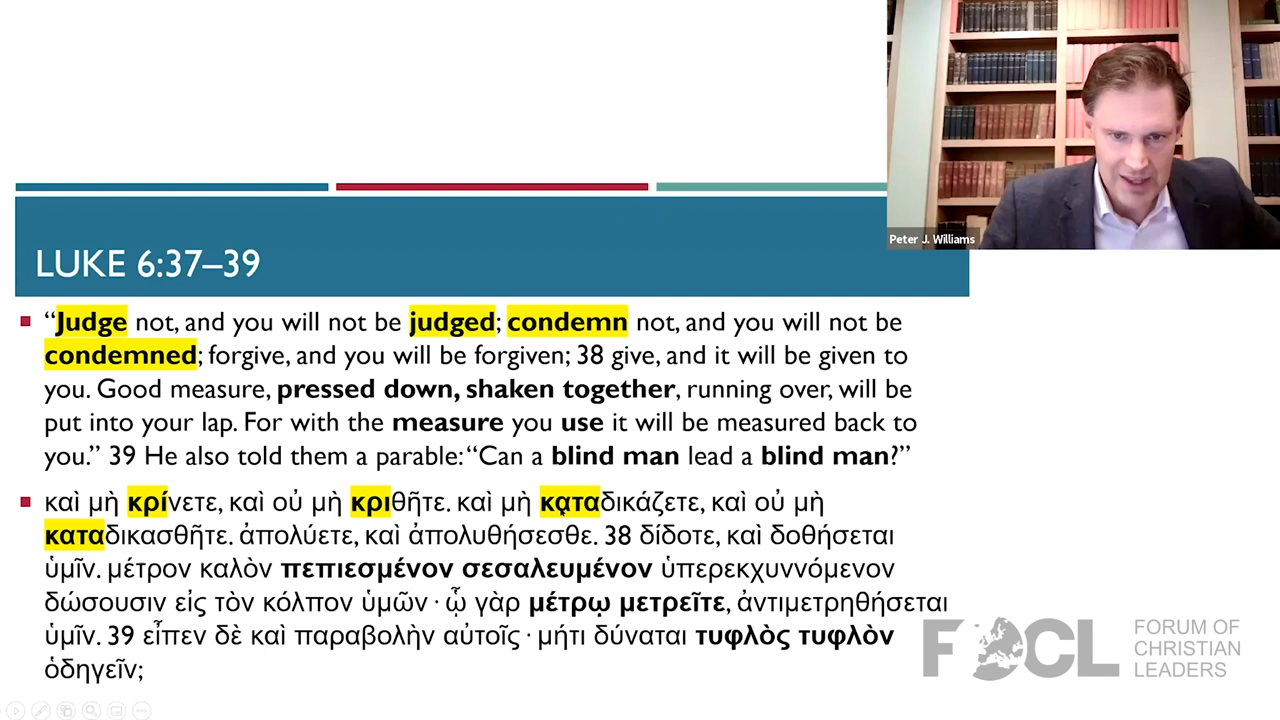 Peter J. Williams
LUKE 6:37–39
“Judge not, and you will not be judged; condemn not, and you will not be
condemned; forgive, and you will be forgiven; 38 give, and it will be given to
you. Good measure, pressed down, shaken together, running over, will be
put into your lap. For with the measure you use it will be measured back to
you.” 39 He also told them a parable: “Can a blind man lead a blind man?”
καὶ μὴ κρίνετε, καὶ οὐ μὴ κριθῆτε. καὶ μὴ καταδικάζετε, καὶ οὐ μὴ
καταδικασθῆτε. ἀπολύετε, καὶ ἀπολυθήσεσθε. 38 δίδοτε, καὶ δοθήσεται
ὑμῖν. μέτρον καλὸν πεπιεσμένον σεσαλευμένον ὑπερεκχυννόμενον
δώσουσιν εἰς τὸν κόλπον ὑμῶν · ᾧ γὰρ μέτρῳ μετρεῖτε, ἀντιμετρηθήσεται
ὑμῖν. 39 εἶπεν δὲ καὶ παραβολὴν αὐτοῖς · μήτι δύναται τυφλὸς τυφλὸν
ὁδηγεῖν;
FOCL
FORUM OF
CHRISTIAN
LEADERS